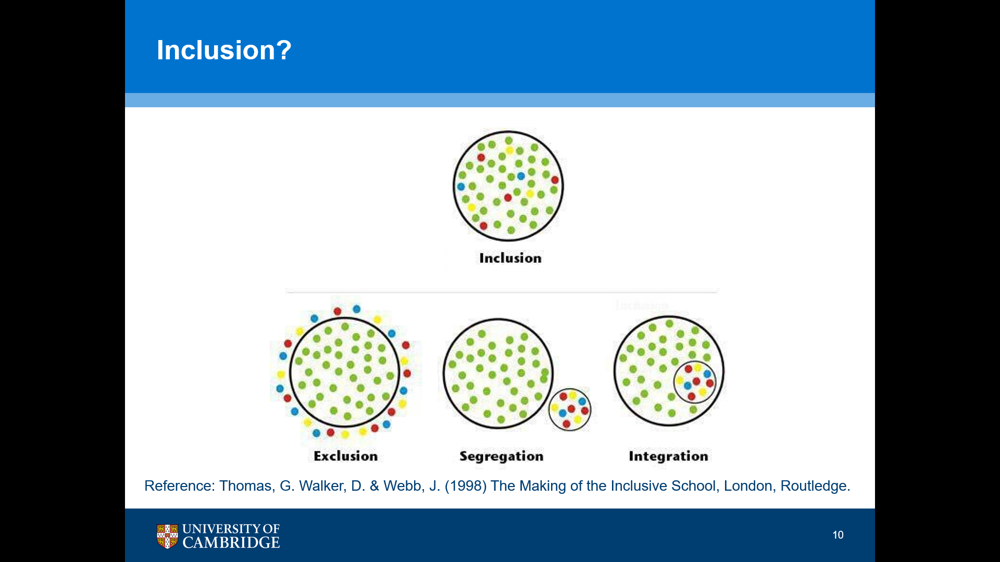 Inclusion?
Inclusion
Inclusion
Exclusion
Segregation
Integration
Reference: Thomas, G. Walker, D. & Webb, J. (1998) The Making of the Inclusive School, London, Routledge.
UNIVERSITY OF
CAMBRIDGE
10